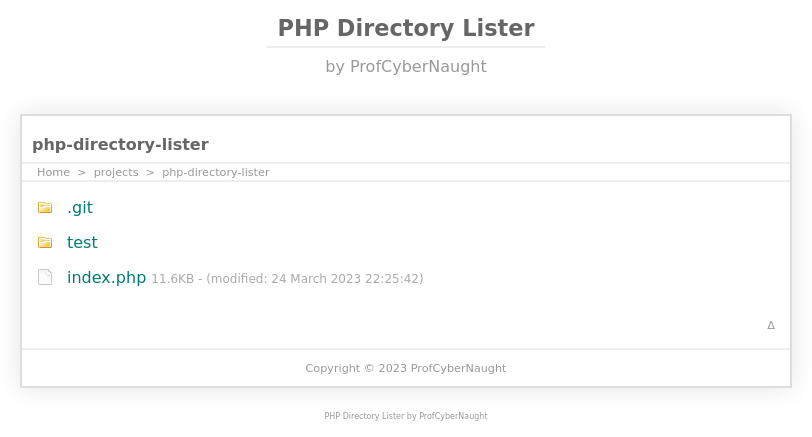 PHP Directory Lister
by ProfCyberNaught
php-directory-lister
Home > projects > php-directory-lister
.git
test
index.php 11.6KB - (modified: 24 March 2023 22:25:42)
Δ
Copyright © 2023 ProfCyberNaught
PHP Directory Lister by ProfCyberNaught